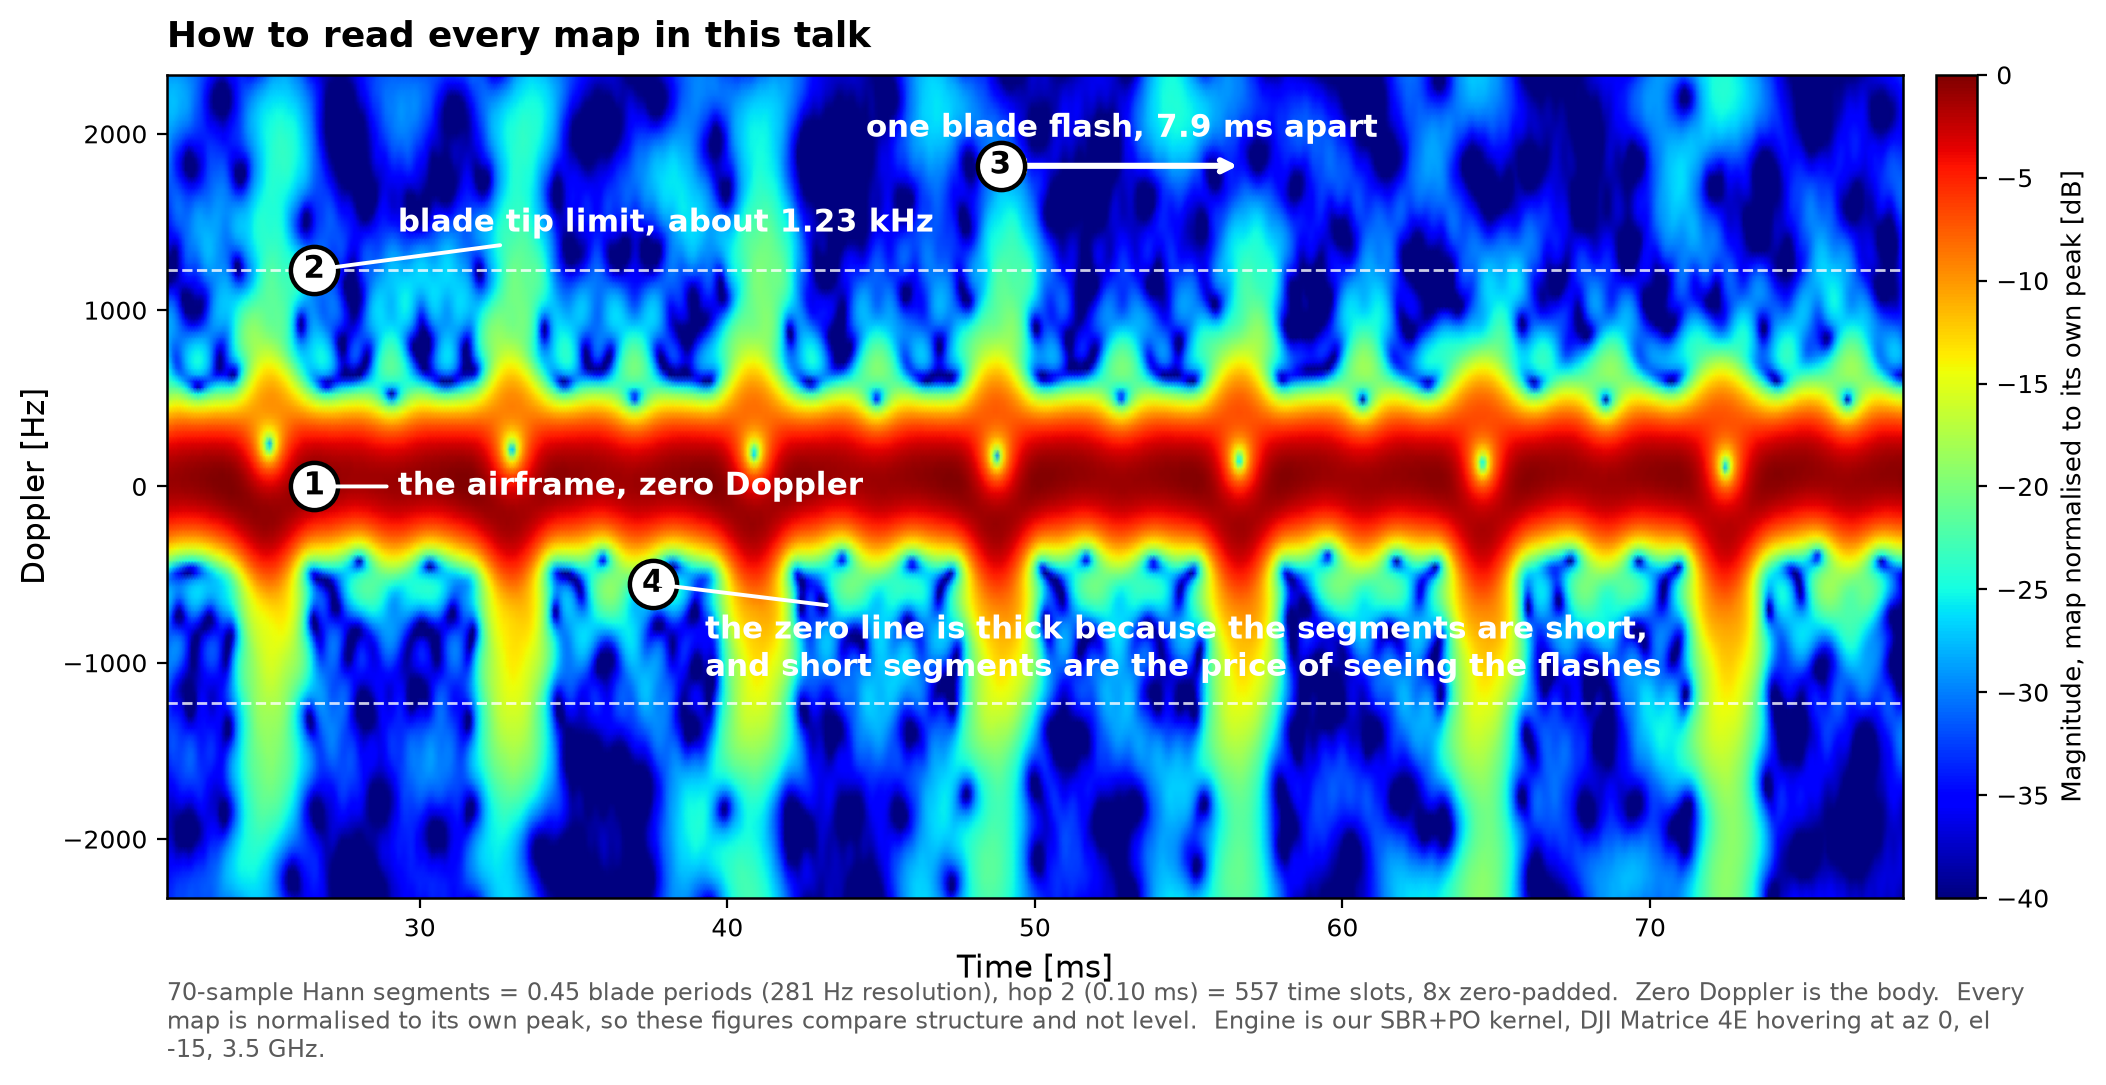 How to read every map in this talk
one blade flash, 7.9 ms apart
3
blade tip limit, about 1.23 kHz
2
1
the airframe, zero Doppler
4
the zero line is thick because the segments are short,
and short segments are the price of seeing the flashes
Doppler [Hz]
2000
1000
0
−1000
−2000
30
40
50
60
70
Time [ms]
0
−5
−10
−15
−20
−25
−30
−35
−40
Magnitude, map normalised to its own peak [dB]
70-sample Hann segments = 0.45 blade periods (281 Hz resolution), hop 2 (0.10 ms) = 557 time slots, 8x zero-padded.  Zero Doppler is the body.  Every
map is normalised to its own peak, so these figures compare structure and not level.  Engine is our SBR+PO kernel, DJI Matrice 4E hovering at az 0, el
-15, 3.5 GHz.